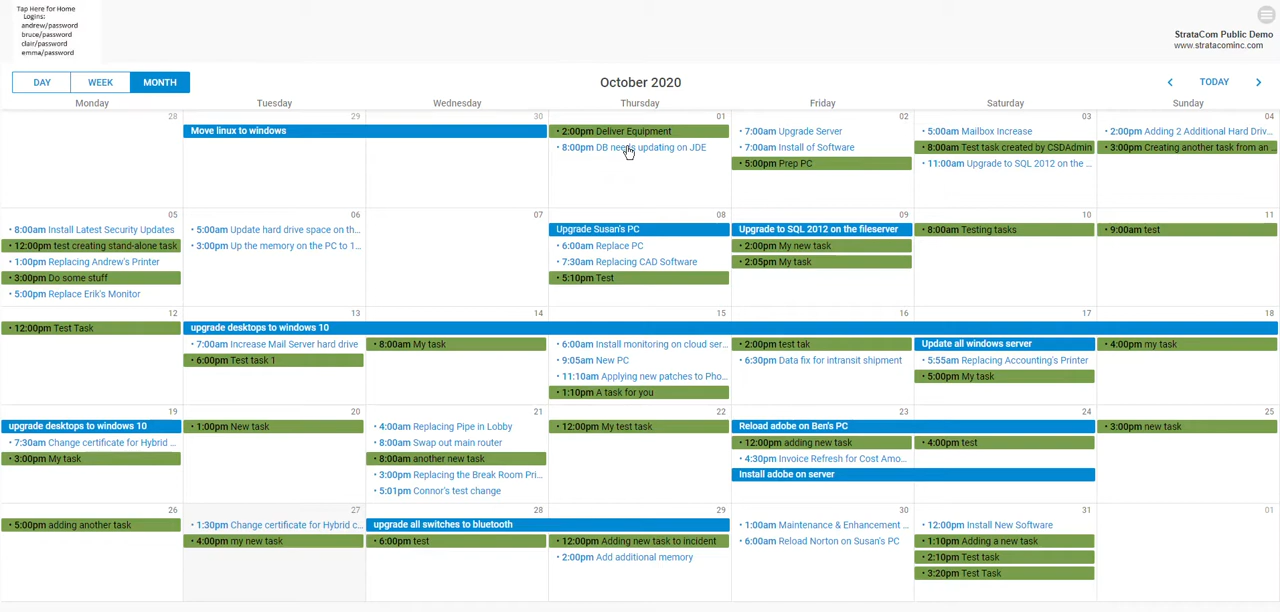 Tap Here for Home
Logins:
andrew/password
bruce/password
clair/password
emma/password
StrataCom Public Demo
www.stratacominc.com
DAY WEEK MONTH
October 2020
TODAY
Monday Tuesday Wednesday Thursday Friday Saturday Sunday
28 29 30 01 02 03 04
Move linux to windows
• 2:00pm Deliver Equipment
• 8:00pm DB needs updating on JDE
• 7:00am Upgrade Server
• 7:00am Install of Software
• 5:00pm Prep PC
• 5:00am Mailbox Increase
• 8:00am Test task created by CSDAdmin
• 11:00am Upgrade to SQL 2012 on the ...
• 2:00pm Adding 2 Additional Hard Driv...
• 3:00pm Creating another task from an ...
05 06 07 08 09 10 11
• 8:00am Install Latest Security Updates
• 12:00pm test creating stand-alone task
• 1:00pm Replacing Andrew's Printer
• 3:00pm Do some stuff
• 5:00pm Replace Erik's Monitor
• 5:00am Update hard drive space on th...
• 3:00pm Up the memory on the PC to 1...
Upgrade Susan's PC
• 6:00am Replace PC
• 7:30am Replacing CAD Software
• 5:10pm Test
Upgrade to SQL 2012 on the fileserver
• 2:00pm My new task
• 2:05pm My task
• 8:00am Testing tasks
• 9:00am test
12 13 14 15 16 17 18
• 12:00pm Test Task
upgrade desktops to windows 10
• 7:00am Increase Mail Server hard drive
• 6:00pm Test task 1
• 8:00am My task
• 6:00am Install monitoring on cloud ser...
• 9:05am New PC
• 11:10am Applying new patches to Pho...
• 1:10pm A task for you
• 2:00pm test tak
• 6:30pm Data fix for intransit shipment
Update all windows server
• 5:55am Replacing Accounting's Printer
• 5:00pm My task
• 4:00pm my task
19 20 21 22 23 24 25
upgrade desktops to windows 10
• 7:30am Change certificate for Hybrid ...
• 3:00pm My task
• 1:00pm New task
• 4:00am Replacing Pipe in Lobby
• 8:00am Swap out main router
• 8:00am another new task
• 3:00pm Replacing the Break Room Pri...
• 5:01pm Connor's test change
• 12:00pm My test task
Reload adobe on Ben's PC
• 12:00pm adding new task
• 4:30pm Invoice Refresh for Cost Amo...
Install adobe on server
• 4:00pm test
• 3:00pm new task
26 27 28 29 30 31 01
• 5:00pm adding another task
• 1:30pm Change certificate for Hybrid c...
• 4:00pm my new task
upgrade all switches to bluetooth
• 6:00pm test
• 12:00pm Adding new task to incident
• 2:00pm Add additional memory
• 1:00am Maintenance & Enhancement ...
• 6:00am Reload Norton on Susan's PC
• 12:00pm Install New Software
• 1:10pm Adding a new task
• 2:10pm Test task
• 3:20pm Test Task